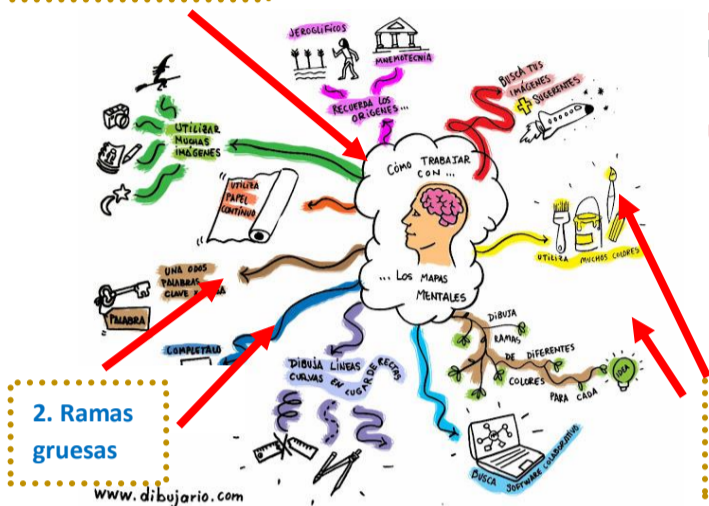 JEROGLÍFICOS
MNEMOTECNIA
RECUERDA LOS
ORÍGENES...
BUSCA TUS
IMÁGENES
+ SUGERENTES
UTILIZAR
MUCHAS
IMÁGENES
CÓMO TRABAJAR
CON...
UTILIZA
PAPEL
CONTÍNUO
UTILIZA MUCHOS COLORES
UNA O DOS
PALABRAS
CLAVE X
PALABRA
... LOS MAPAS
MENTALES
COMPLÉTALO
DIBUJA
RAMAS
DE DIFERENTES
COLORES
PARA CADA
IDEA
DIBUJA LÍNEAS
CURVAS EN LUGAR DE RECTAS
BUSCA SOFTWARE COLABORATIVO
2. Ramas
gruesas
www.dibujario.com